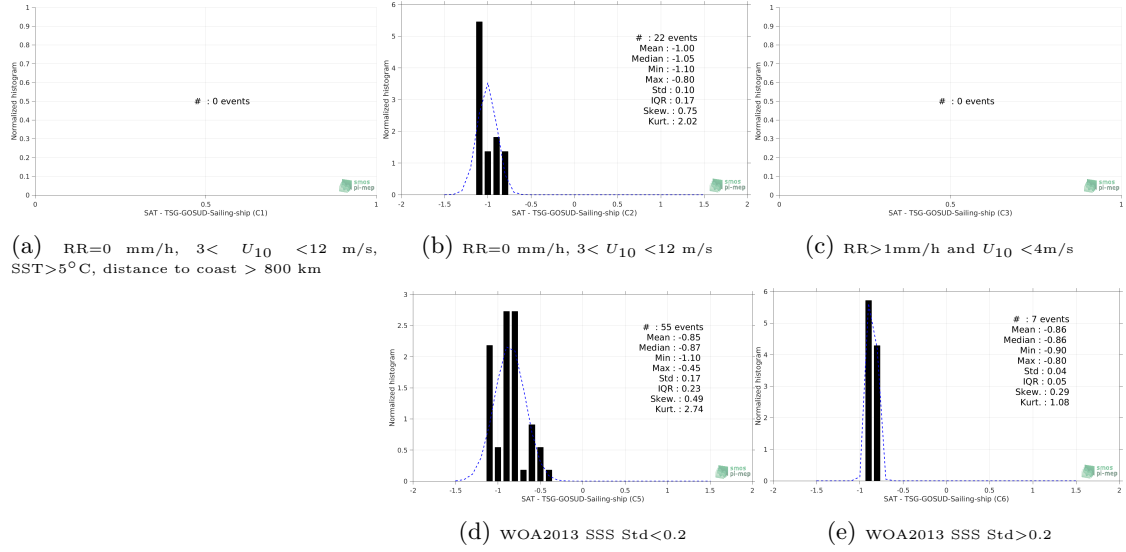 1
0.9
0.8
0.7
0.6
0.5
0.4
0.3
0.2
0.1
0
Normalized histogram
# : 0 events
smos
pi-mep
0 0.5 1
SAT - TSG-GOSUD-Sailing-ship (C1)
(a) RR=0 mm/h, 3< U10 <12 m/s,
SST>5°C, distance to coast > 800 km
6
5
4
3
2
1
0
Normalized histogram
# : 22 events
Mean : -1.00
Median : -1.05
Min : -1.10
Max : -0.80
Std : 0.10
IQR : 0.17
Skew. : 0.75
Kurt. : 2.02
smos
pi-mep
-2 -1.5 -1 -0.5 0 0.5 1 1.5 2
SAT - TSG-GOSUD-Sailing-ship (C2)
(b) RR=0 mm/h, 3< U10 <12 m/s
1
0.9
0.8
0.7
0.6
0.5
0.4
0.3
0.2
0.1
0
Normalized histogram
# : 0 events
smos
pi-mep
0 0.5 1
SAT - TSG-GOSUD-Sailing-ship (C3)
(c) RR>1mm/h and U10 <4m/s
3
2.5
2
1.5
1
0.5
0
Normalized histogram
# : 55 events
Mean : -0.85
Median : -0.87
Min : -1.10
Max : -0.45
Std : 0.17
IQR : 0.23
Skew. : 0.49
Kurt. : 2.74
smos
pi-mep
-2 -1.5 -1 -0.5 0 0.5 1 1.5 2
SAT - TSG-GOSUD-Sailing-ship (C5)
(d) WOA2013 SSS Std<0.2
6
5
4
3
2
1
0
Normalized histogram
# : 7 events
Mean : -0.86
Median : -0.86
Min : -0.90
Max : -0.80
Std : 0.04
IQR : 0.05
Skew. : 0.29
Kurt. : 1.08
smos
pi-mep
-2 -1.5 -1 -0.5 0 0.5 1 1.5 2
SAT - TSG-GOSUD-Sailing-ship (C6)
(e) WOA2013 SSS Std>0.2